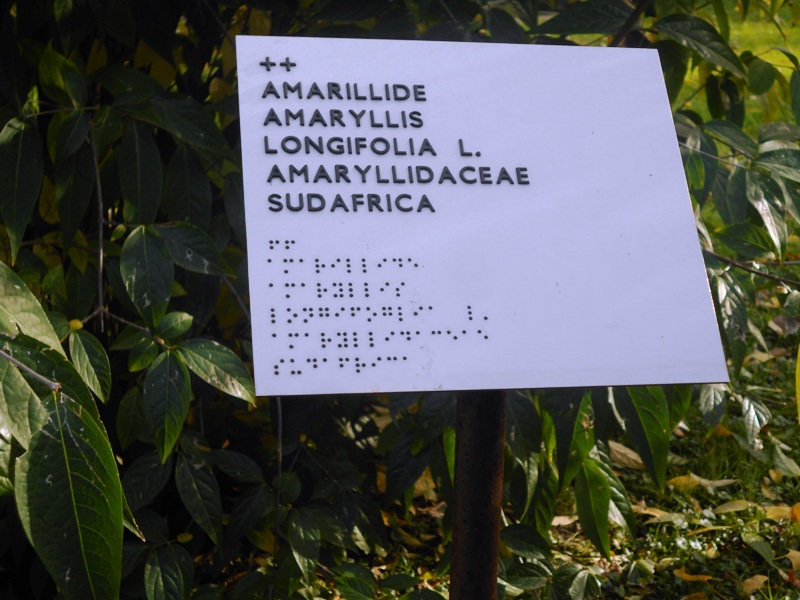 ++
AMARILLIDE
AMARYLLIS
LONGIFOLIA L.
AMARYLLIDACEAE
SUDAFRICA